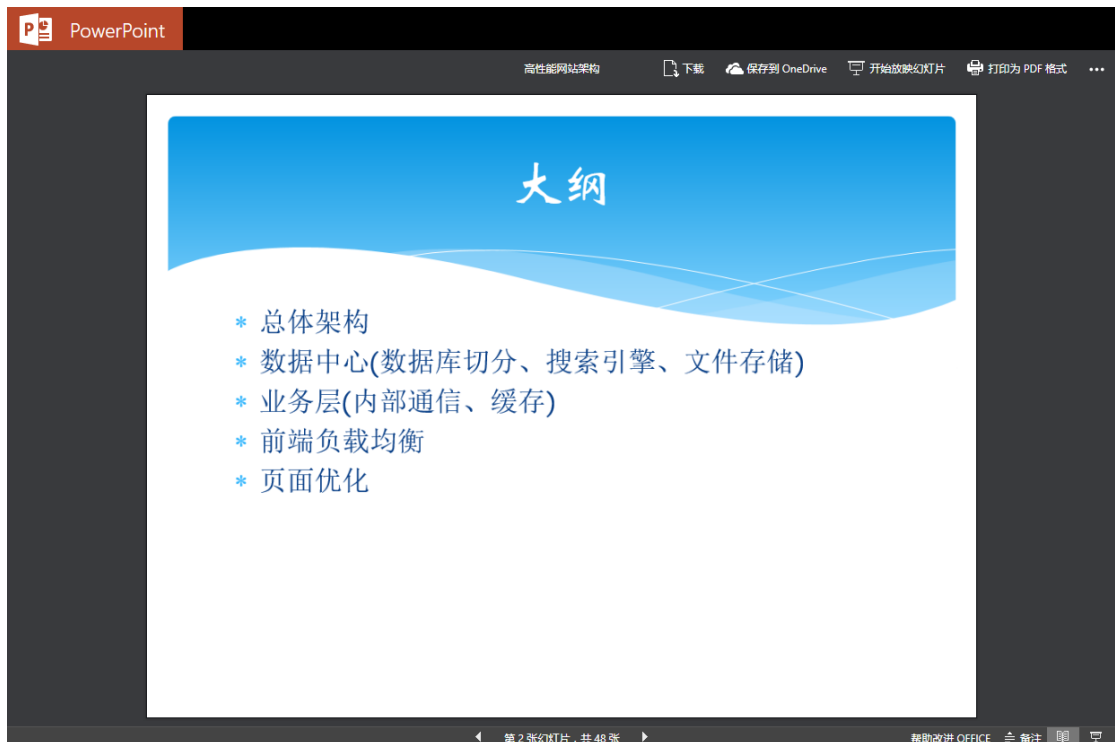 PowerPoint
高性能网站架构 下载 保存到 OneDrive 开始放映幻灯片 打印为 PDF 格式 •••
大纲
* 总体架构
* 数据中心(数据库切分、搜索引擎、文件存储)
* 业务层(内部通信、缓存)
* 前端负载均衡
* 页面优化
第 2 张幻灯片，共 48 张 帮助改进 OFFICE 备注